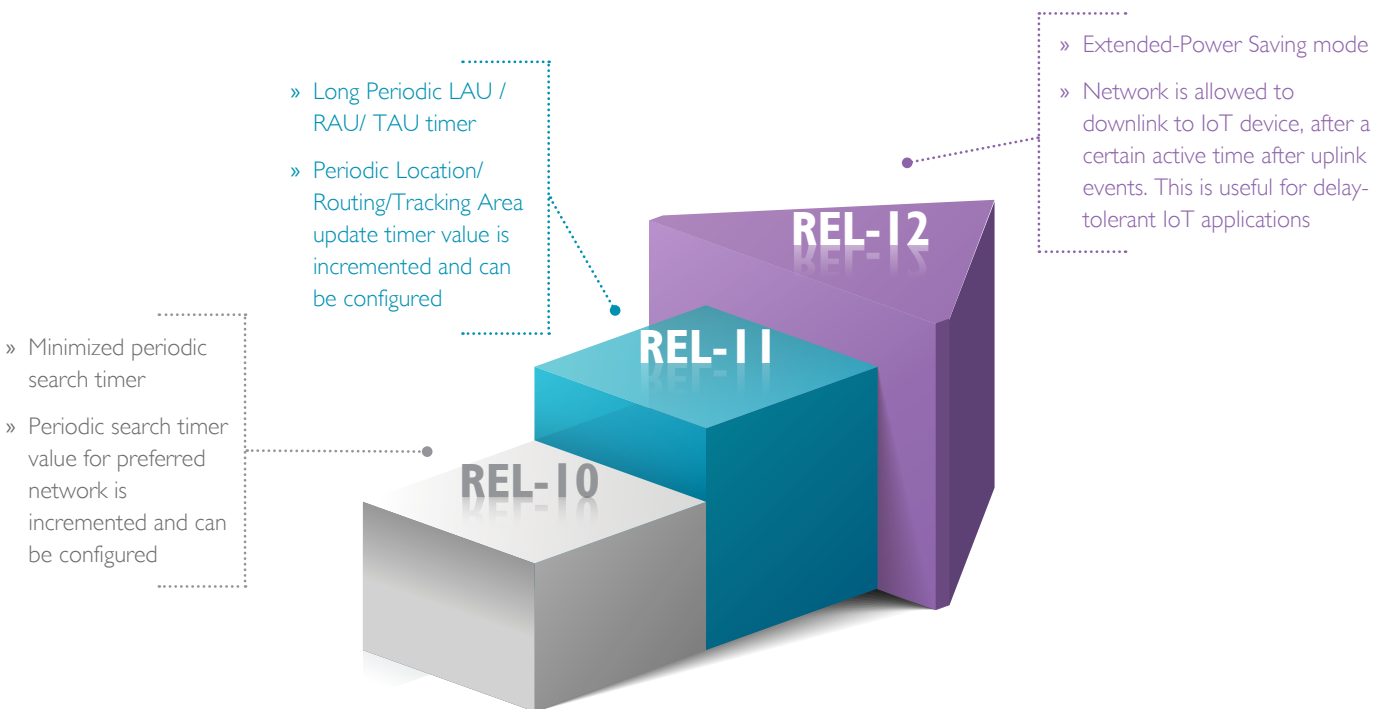 » Minimized periodic
search timer
» Periodic search timer
value for preferred
network is
incremented and can
be configured
REL-10
» Long Periodic LAU /
RAU/ TAU timer
» Periodic Location/
Routing/Tracking Area
update timer value is
incremented and can
be configured
REL-11
» Extended-Power Saving mode
» Network is allowed to
downlink to IoT device, after a
certain active time after uplink
events. This is useful for delay-
tolerant IoT applications
REL-12